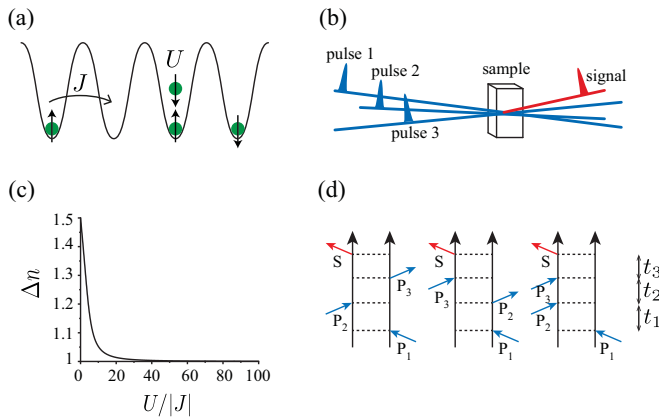 (a)
J
U
(b)
pulse 1
pulse 2
pulse 3
sample
signal
(c)
Δn
1.5
1.4
1.3
1.2
1.1
1
0
20
40
60
80
100
U/|J|
(d)
S
P3
P2
P1
S
P3
P2
P1
S
P3
P2
P1
t3
t2
t1